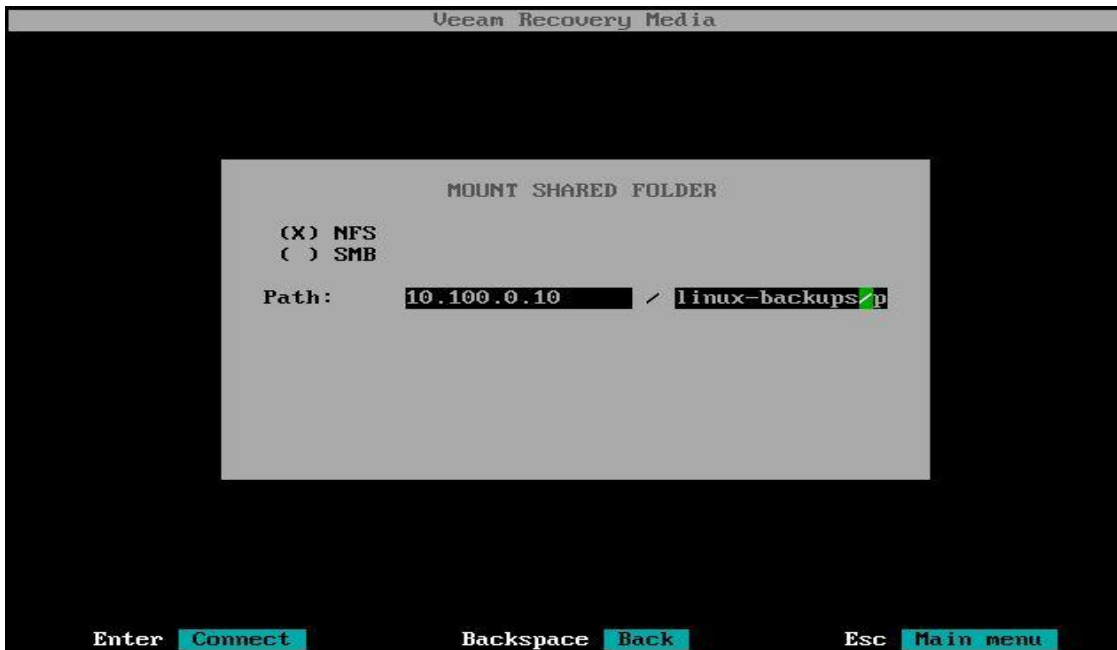 Veeam Recovery Media
MOUNT SHARED FOLDER
(X) NFS
( ) SMB
Path: 10.100.0.10 / linux-backups/p
Enter Connect Backspace Back Esc Main menu